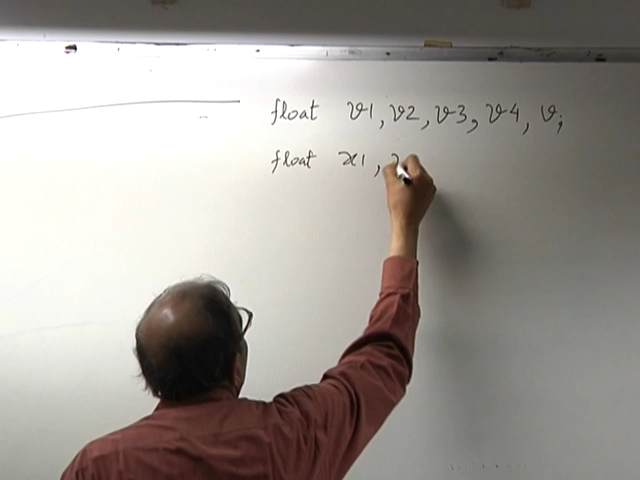 float v1, v2, v3, v4, v;
float x1,